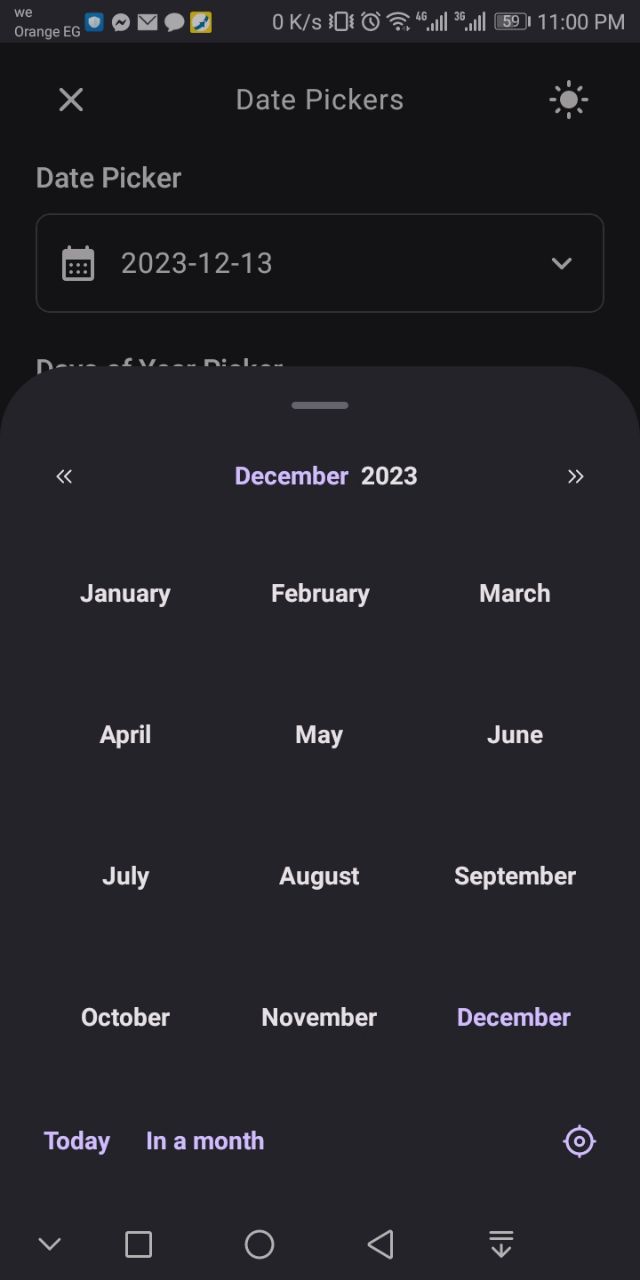 we
Orange EG
0 K/s 4G 3G 59 11:00 PM
Date Pickers
Date Picker
2023-12-13
Days of Year Picker
December 2023
January February March
April May June
July August September
October November December
Today In a month